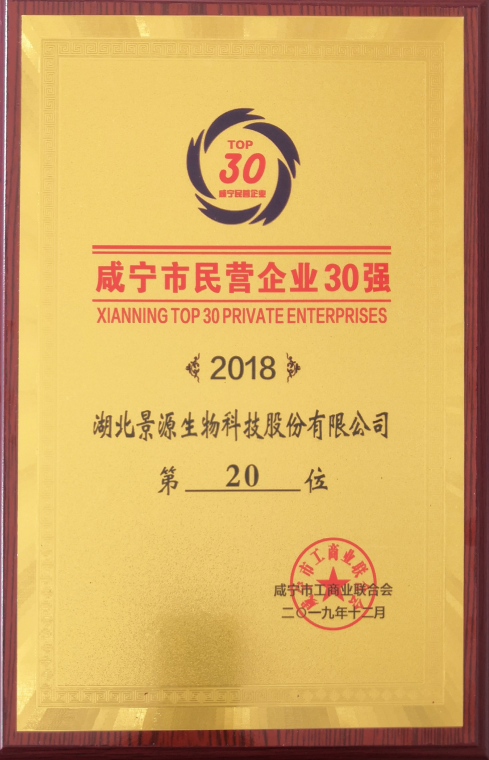 TOP
30
咸宁民营企业
咸宁市民营企业30强
XIANNING TOP 30 PRIVATE ENTERPRISES
2018
湖北景源生物科技股份有限公司
第 20 位
咸宁市工商业联合会
咸宁市工商业联合会
二〇一九年十二月